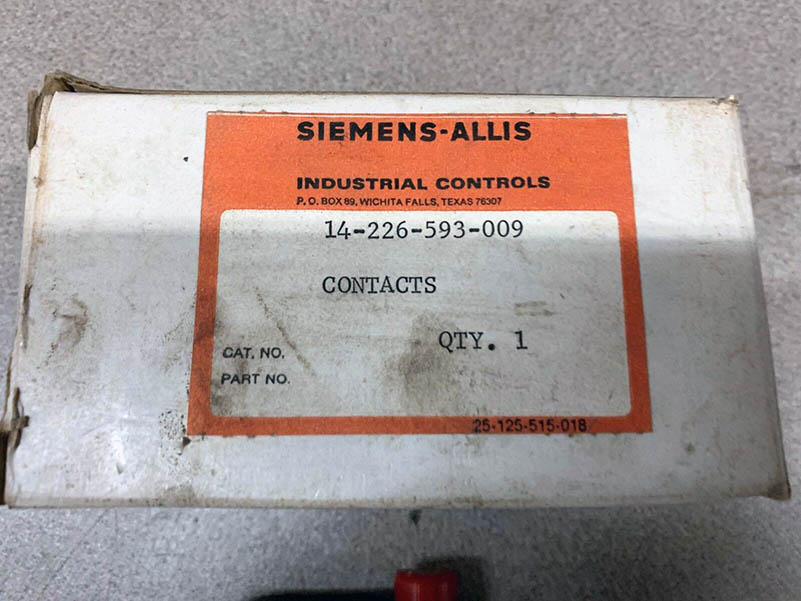 SIEMENS-ALLIS
INDUSTRIAL CONTROLS
P. O. BOX 89, WICHITA FALLS, TEXAS 76307
14-226-593-009
CONTACTS
QTY. 1
CAT. NO.
PART NO.
25-125-515-018